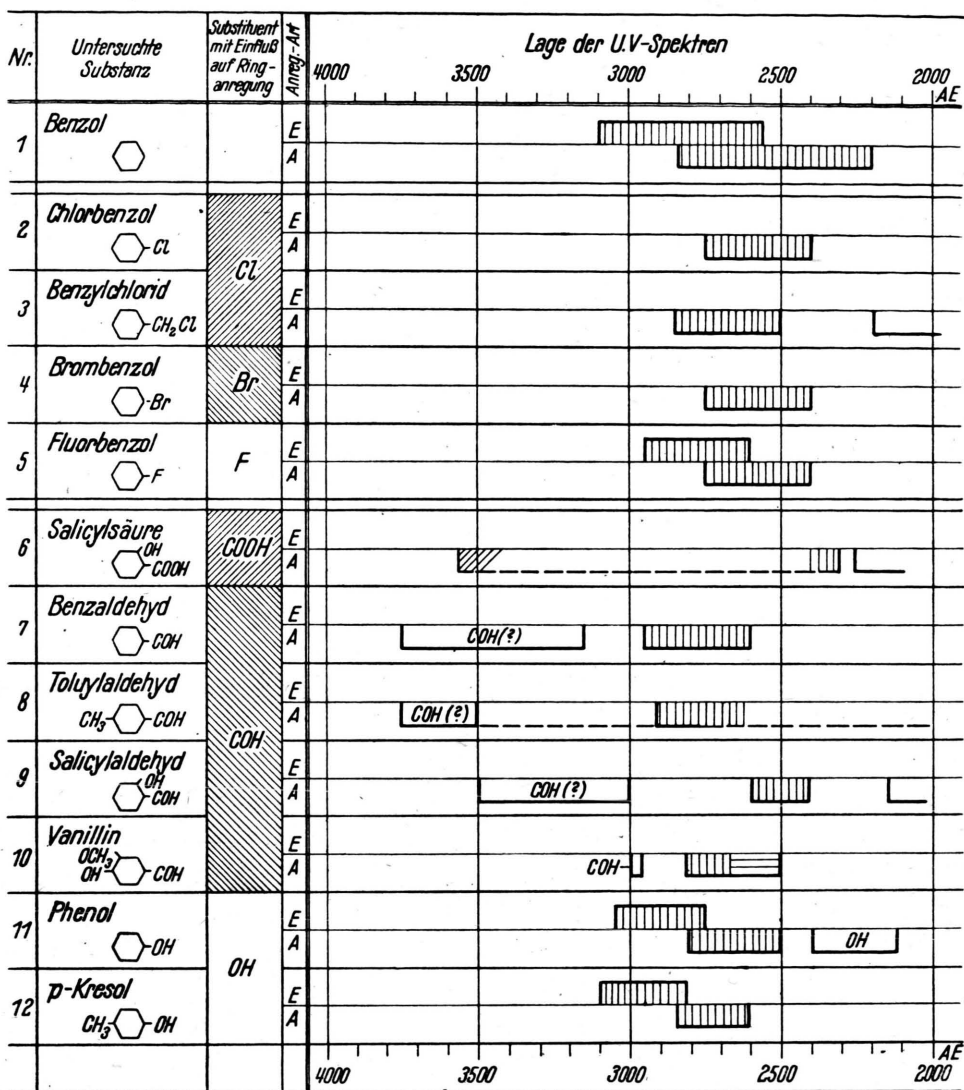 Nr.
Untersuchte
Substanz
Substituent
mit Einfluß
auf Ring-
anregung
Anreg-Art
Lage der U.V-Spektren
4000 3500 3000 2500 2000
AE
1
Benzol
E
A
2
Chlorbenzol
Cl
E
A
Cl
3
Benzylchlorid
CH2Cl
E
A
4
Brombenzol
Br
Br
E
A
5
Fluorbenzol
F
F
E
A
6
Salicylsäure
OH
COOH
COOH
E
A
7
Benzaldehyd
COH
E
A
COH(?)
8
Toluylaldehyd
CH3 COH
E
A
COH(?)
COH
9
Salicylaldehyd
OH
COH
E
A
COH(?)
10
Vanillin
OCH3
OH COH
E
A
COH
11
Phenol
OH
E
A
OH
OH
12
p-Kresol
CH3 OH
E
A
AE
4000 3500 3000 2500 2000